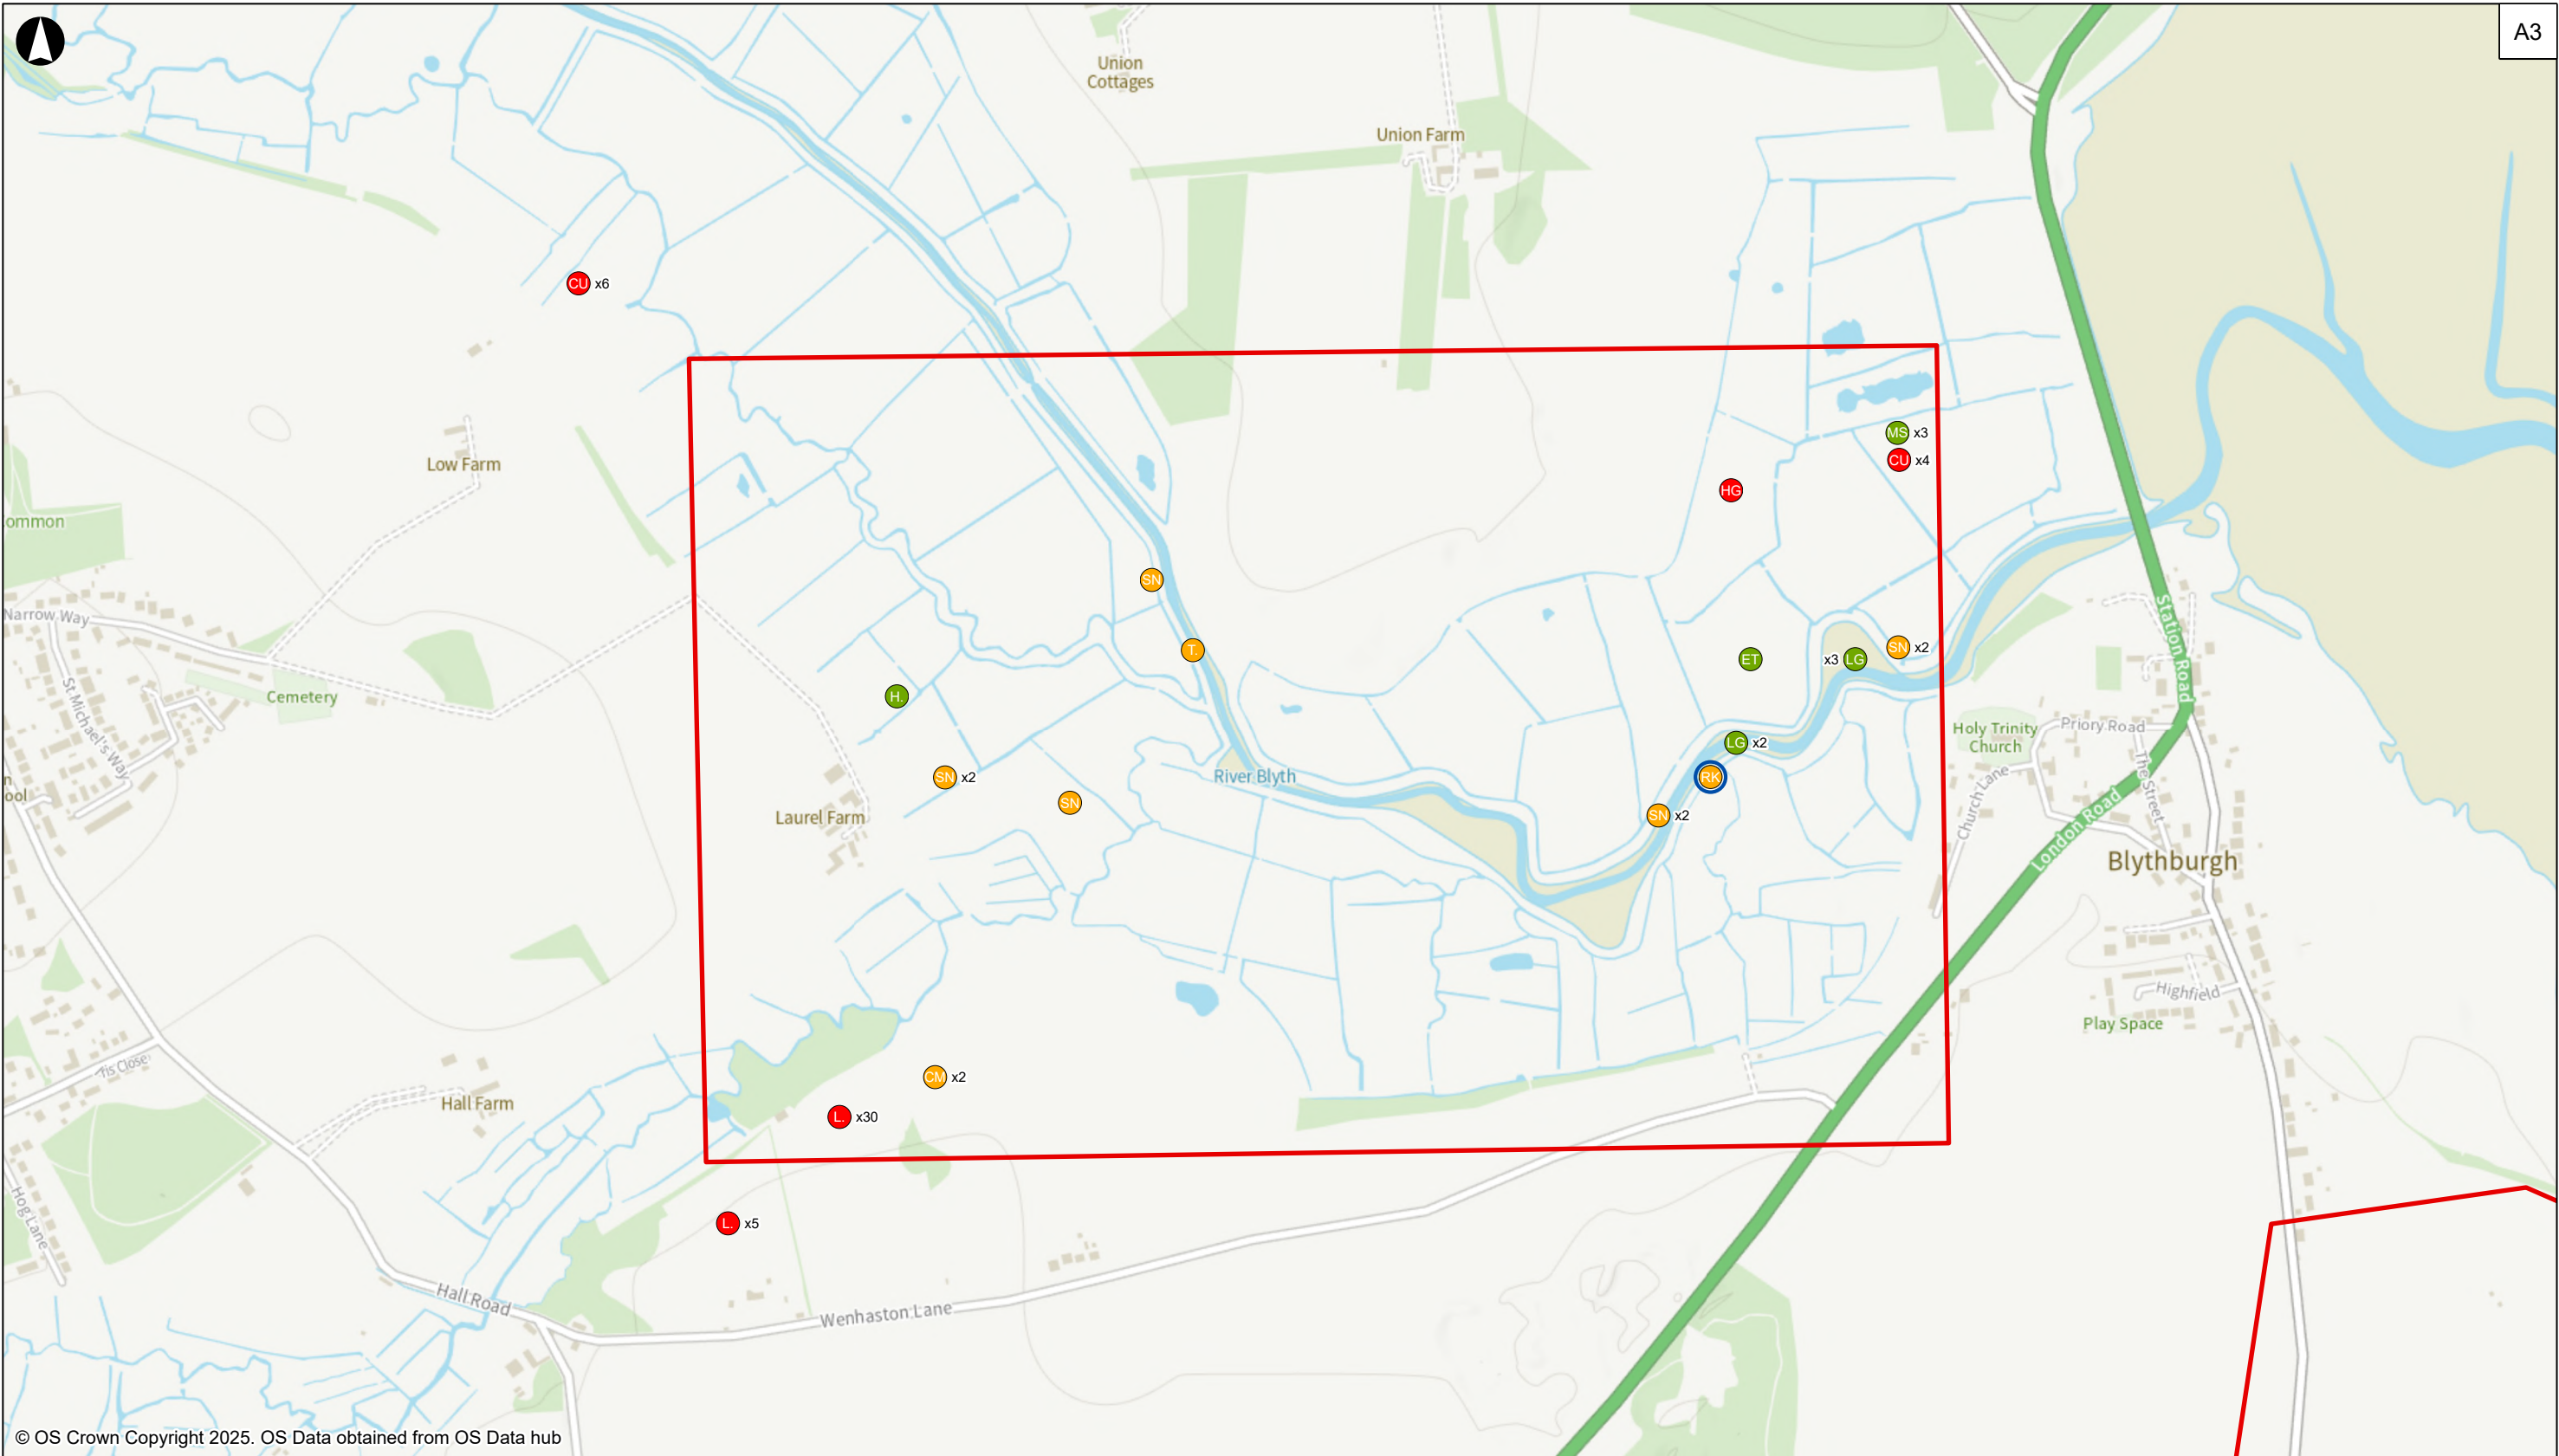 A3
Union
Cottages
Union Farm
CU x6
Low Farm
MS x3
CU x4
HG
ommon
SN
Narrow Way
Station Road
T.
SN x2
ET
x3 LG
St Michael's Way
Cemetery
H.
Holy Trinity
Church
Priory Road
LG x2
River Blyth
RK
SN x2
n
ool
Church Lane
The Street
SN
Laurel Farm
SN x2
London Road
Blythburgh
Highfield
Play Space
tis Close
CM x2
Hall Farm
L. x30
Hog Lane
L. x5
Hall Road
Wenhaston Lane
© OS Crown Copyright 2025. OS Data obtained from OS Data hub